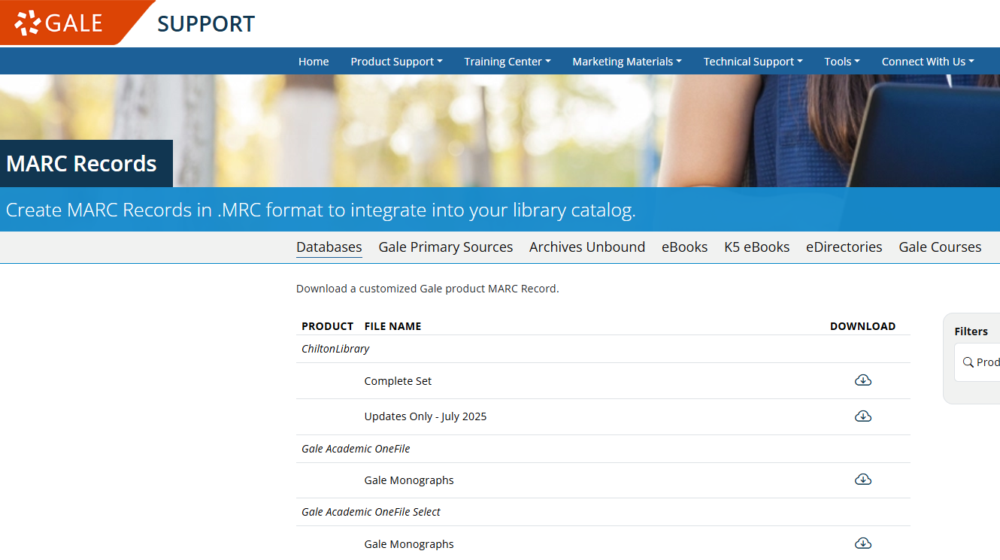 GALE SUPPORT
Home Product Support Training Center Marketing Materials Technical Support Tools Connect With Us
MARC Records
Create MARC Records in .MRC format to integrate into your library catalog.
Databases Gale Primary Sources Archives Unbound eBooks K5 eBooks eDirectories Gale Courses
Download a customized Gale product MARC Record.
PRODUCT FILE NAME DOWNLOAD
Filters
ChiltonLibrary
Prod
Complete Set
Updates Only - July 2025
Gale Academic OneFile
Gale Monographs
Gale Academic OneFile Select
Gale Monographs